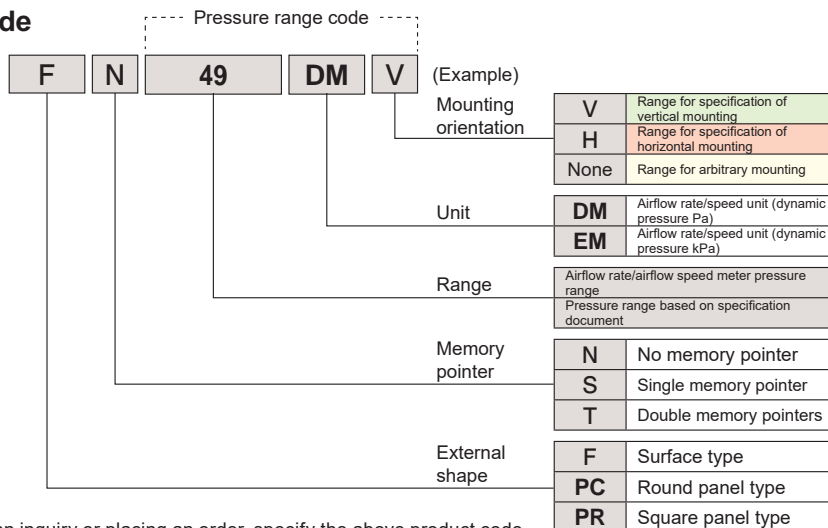 de
Pressure range code
F N 49 DM V (Example)
Mounting
orientation
V Range for specification of
vertical mounting
H Range for specification of
horizontal mounting
None Range for arbitrary mounting
Unit
DM Airflow rate/speed unit (dynamic
pressure Pa)
EM Airflow rate/speed unit (dynamic
pressure kPa)
Range
Airflow rate/airflow speed meter pressure
range
Pressure range based on specification
document
Memory
pointer
N No memory pointer
S Single memory pointer
T Double memory pointers
External
shape
F Surface type
PC Round panel type
PR Square panel type
an inquiry or placing an order, specify the above product code